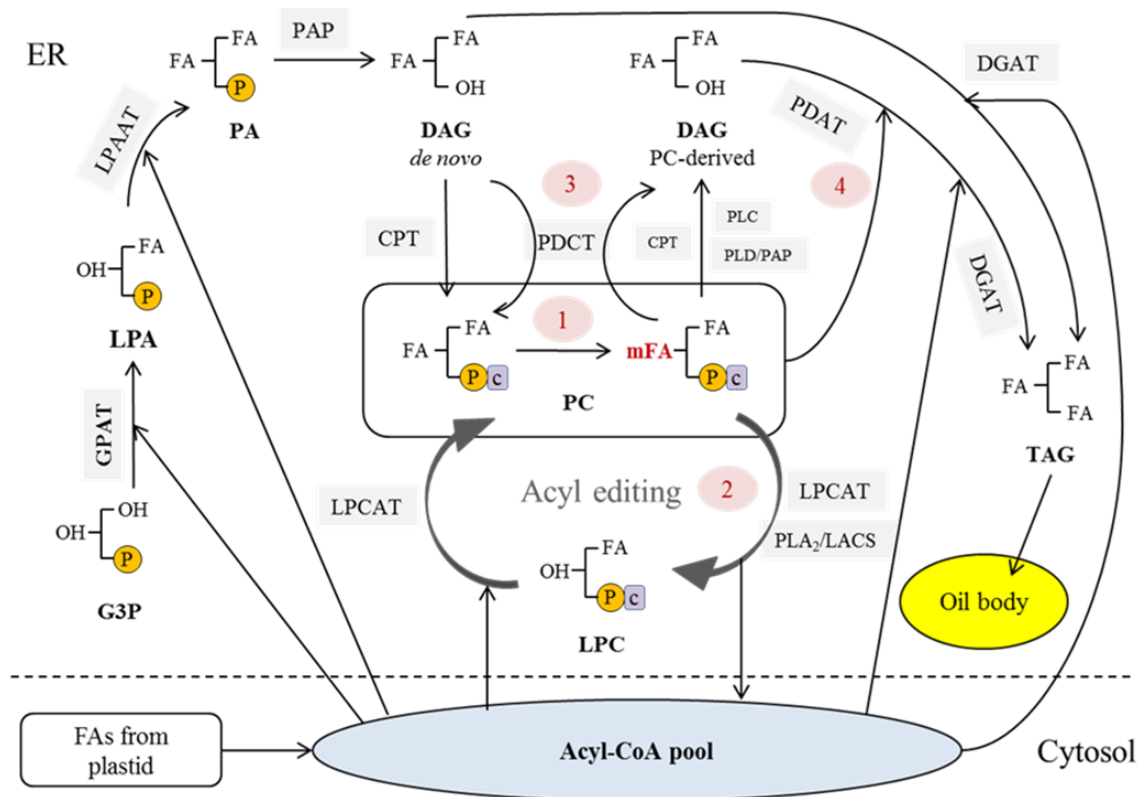 ER
FA
FA
P
PA
PAP
FA
FA
OH
DAG
de novo
FA
FA
OH
DAG
PC-derived
DGAT
PDAT
LPAAT
3
4
CPT
PDCT
CPT
PLC
PLD/PAP
DGAT
FA
OH
P
LPA
1
FA
FA
P c
FA
mFA
P c
PC
FA
FA
FA
TAG
GPAT
OH
OH
P
G3P
LPCAT
Acyl editing
2
LPCAT
PLA₂/LACS
FA
OH
P c
LPC
Oil body
FAs from
plastid
Acyl-CoA pool
Cytosol